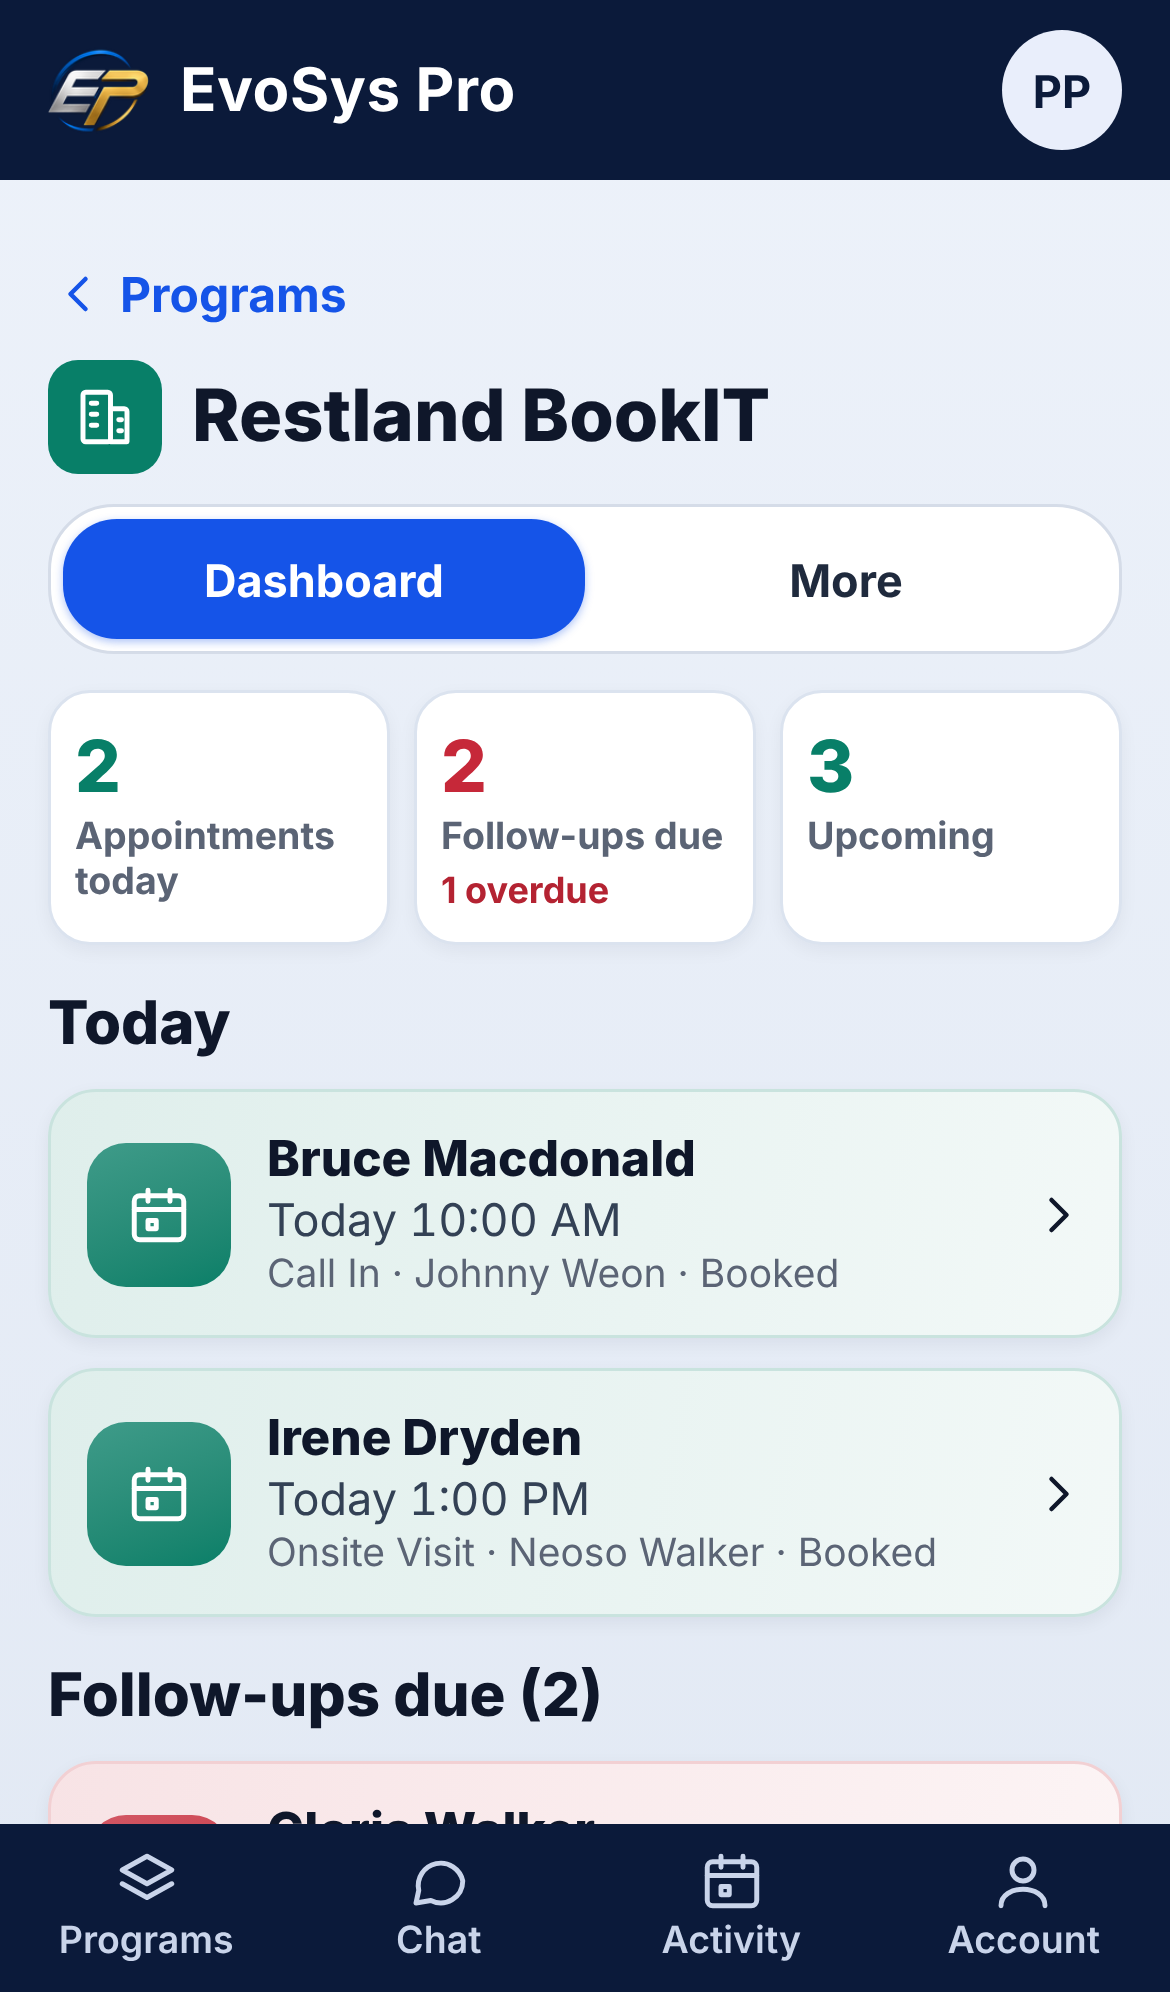 EP
EvoSys Pro
PP
Programs
Restland BookIT
Dashboard
More
2
Appointments
today
2
Follow-ups due
1 overdue
3
Upcoming
Today
Bruce Macdonald
Today 10:00 AM
Call In · Johnny Weon · Booked
Irene Dryden
Today 1:00 PM
Onsite Visit · Neoso Walker · Booked
Follow-ups due (2)
Walker
Programs
Chat
Activity
Account